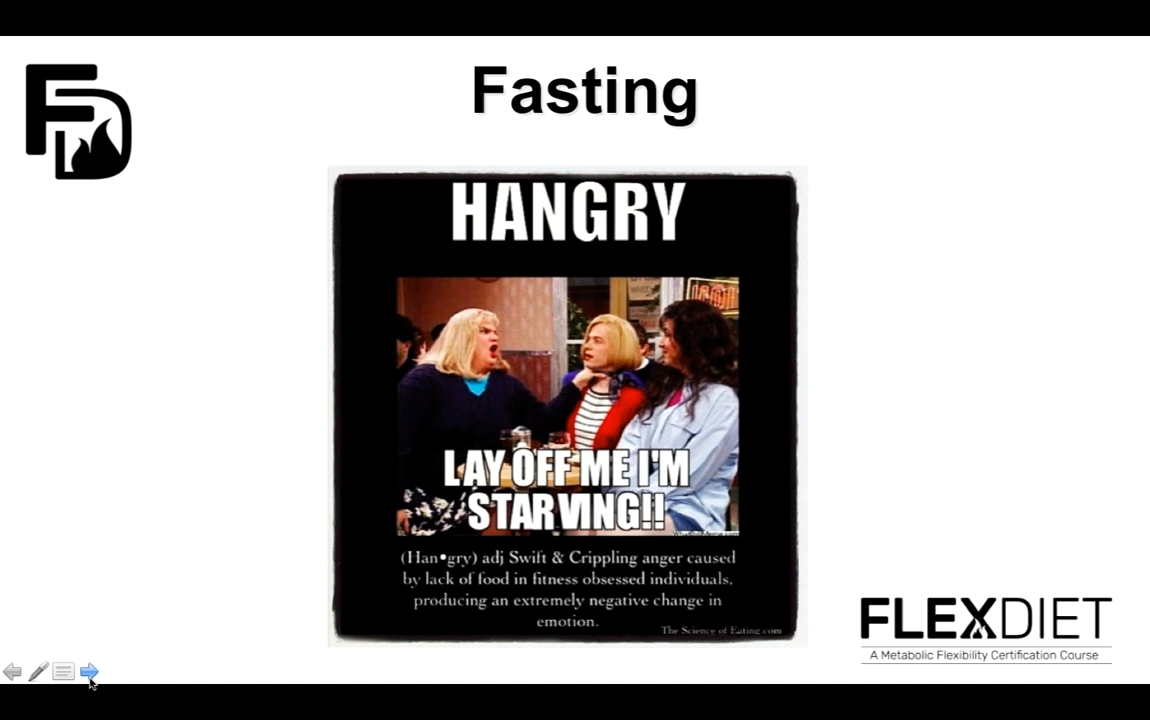 Fasting
HANGRY
LAY OFF ME I'M
STARVING!!
(Han•gry) adj Swift & Crippling anger caused
by lack of food in fitness obsessed individuals,
producing an extremely negative change in
emotion.
The Science of Eating.com
FLEXDIET
A Metabolic Flexibility Certification Course